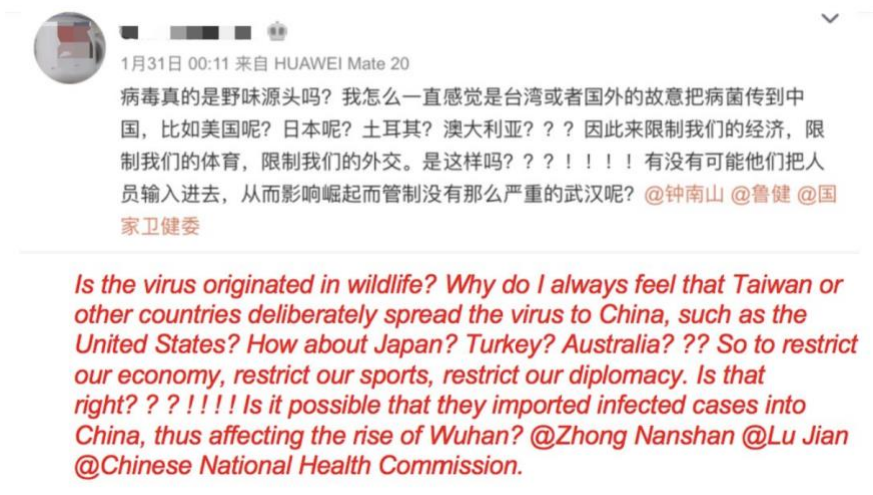 1月31日 00:11 来自 HUAWEI Mate 20
病毒真的是野味源头吗？我怎么一直感觉是台湾或者国外的故意把病菌传到中
国，比如美国呢？日本呢？土耳其？澳大利亚？？？因此来限制我们的经济，限
制我们的体育，限制我们的外交。是这样吗？？？！！！！有没有可能他们把人
员输入进去，从而影响崛起而管制没有那么严重的武汉呢？@钟南山 @鲁健 @国
家卫健委
Is the virus originated in wildlife? Why do I always feel that Taiwan or
other countries deliberately spread the virus to China, such as the
United States? How about Japan? Turkey? Australia? ?? So to restrict
our economy, restrict our sports, restrict our diplomacy. Is that
right? ? ? ! ! ! ! Is it possible that they imported infected cases into
China, thus affecting the rise of Wuhan? @Zhong Nanshan @Lu Jian
@Chinese National Health Commission.